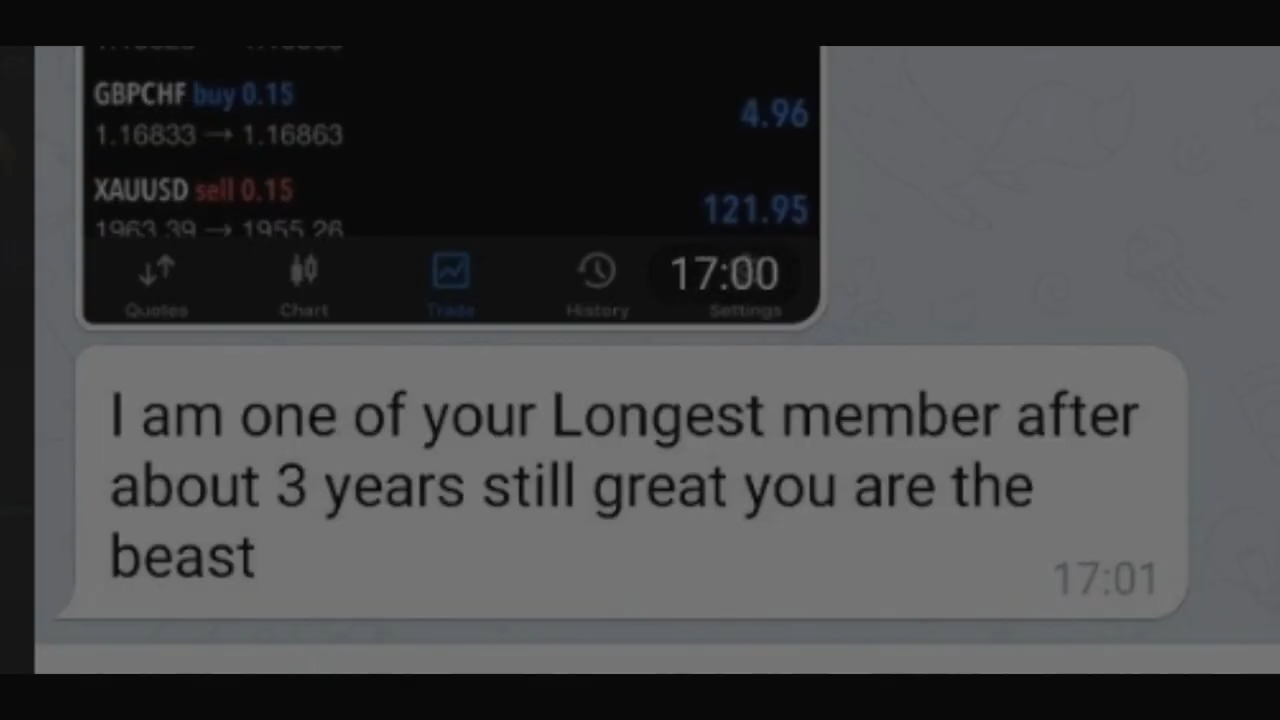 GBPCHF buy 0.15
4.96
1.16833 → 1.16863
XAUUSD sell 0.15
121.95
1963.39 → 1955.26
Quotes Chart Trade History Settings
17:00
I am one of your Longest member after
about 3 years still great you are the
beast
17:01